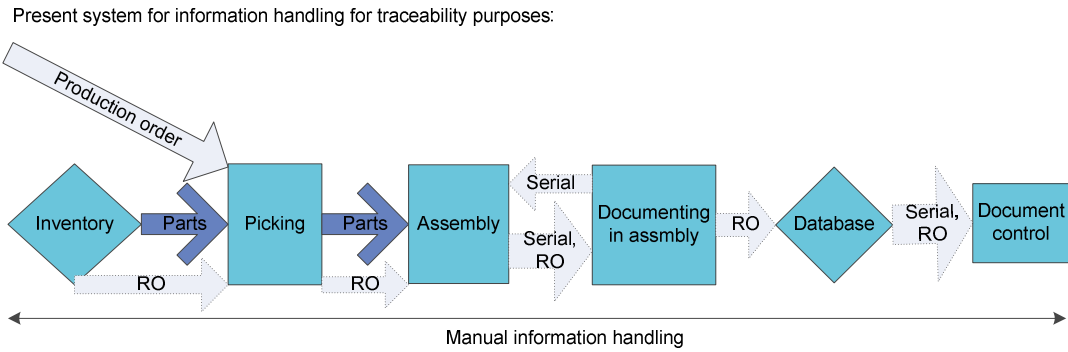 Present system for information handling for traceability purposes:
Production order
Inventory
Parts
Picking
Parts
Assembly
Serial
Serial,
RO
Documenting
in assmbly
RO
Database
Serial,
RO
Document
control
RO
RO
Manual information handling